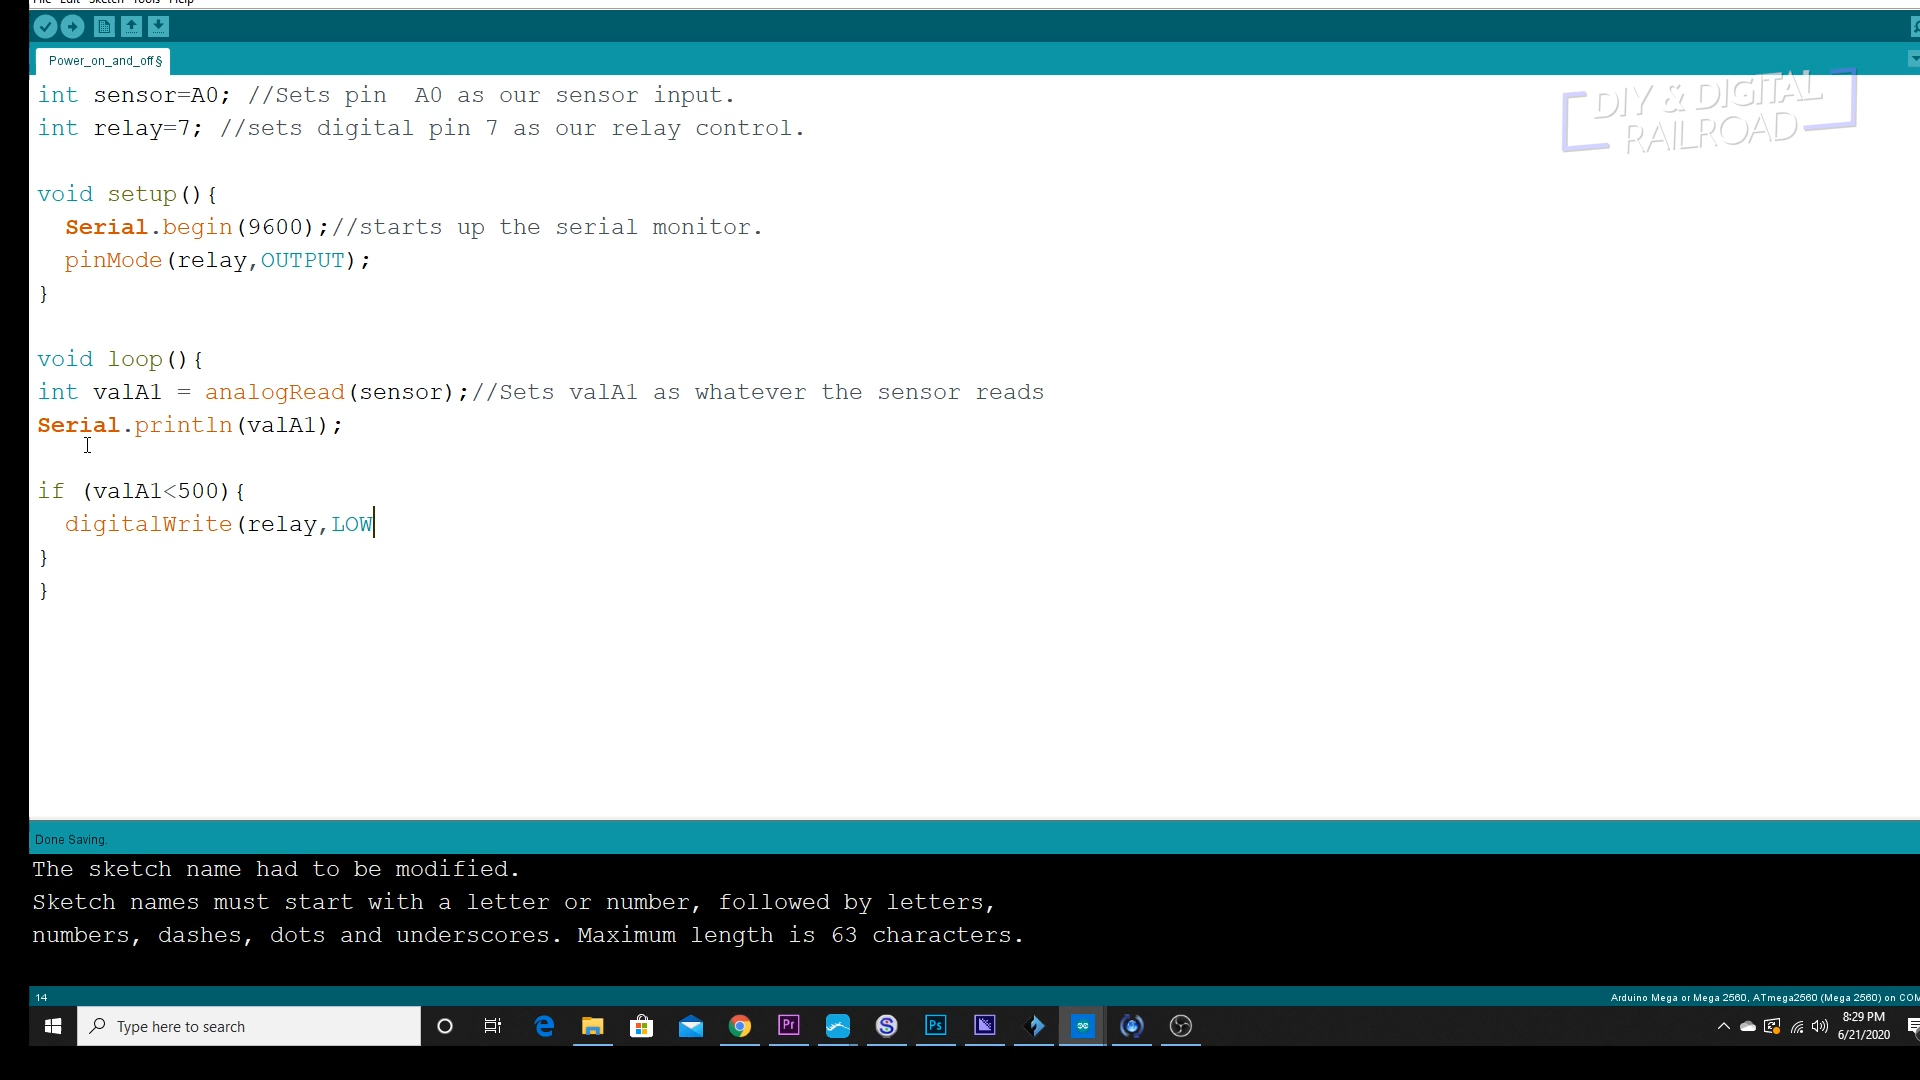 File Edit Sketch Tools Help
Power_on_and_off§
int sensor=A0; //Sets pin  A0 as our sensor input.
int relay=7; //sets digital pin 7 as our relay control.
void setup(){
Serial.begin(9600);//starts up the serial monitor.
pinMode(relay,OUTPUT);
}
void loop(){
int valA1 = analogRead(sensor);//Sets valA1 as whatever the sensor reads
Serial.println(valA1);
if (valA1<500){
digitalWrite(relay,LOW
}
}
DIY & DIGITAL
RAILROAD
Done Saving.
The sketch name had to be modified.
Sketch names must start with a letter or number, followed by letters,
numbers, dashes, dots and underscores. Maximum length is 63 characters.
14
Arduino Mega or Mega 2560, ATmega2560 (Mega 2560) on COM
Type here to search
Pr
Ps
8:29 PM
6/21/2020